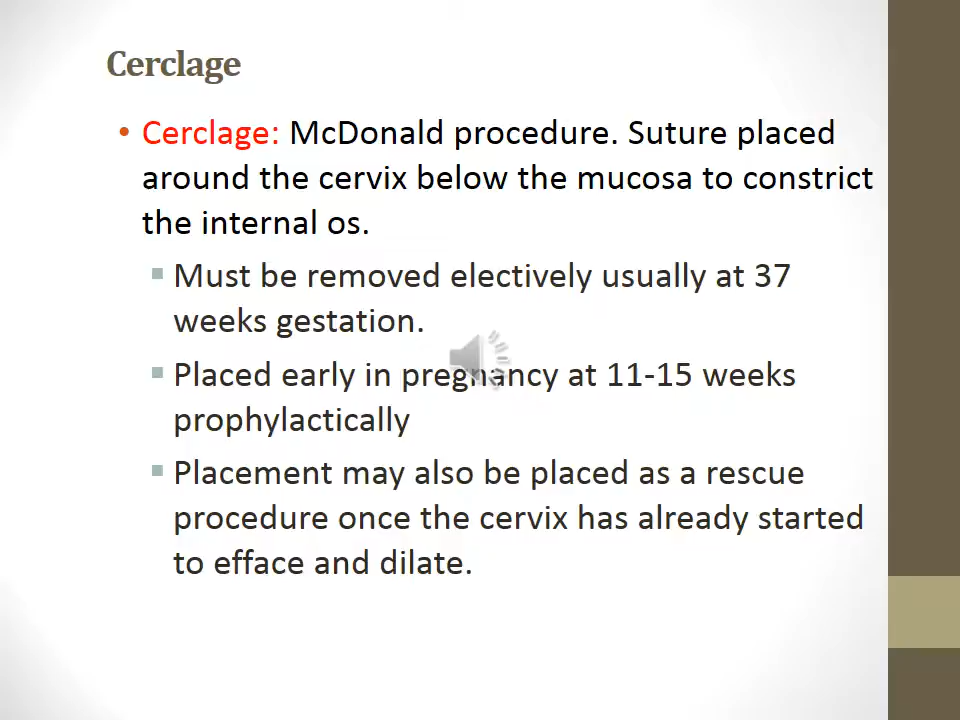 Cerclage
• Cerclage: McDonald procedure. Suture placed
around the cervix below the mucosa to constrict
the internal os.
▪ Must be removed electively usually at 37
weeks gestation.
▪ Placed early in pregnancy at 11-15 weeks
prophylactically
▪ Placement may also be placed as a rescue
procedure once the cervix has already started
to efface and dilate.